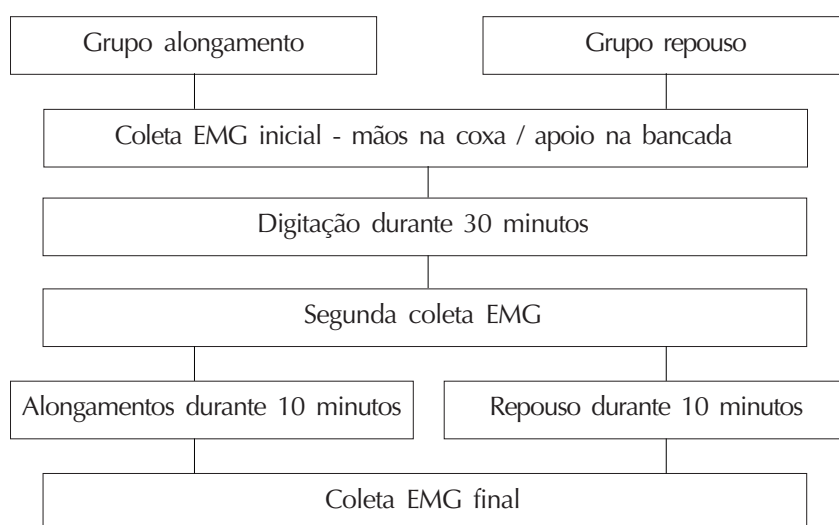 Grupo alongamento
Grupo repouso
Coleta EMG inicial - mãos na coxa / apoio na bancada
Digitação durante 30 minutos
Segunda coleta EMG
Alongamentos durante 10 minutos
Repouso durante 10 minutos
Coleta EMG final